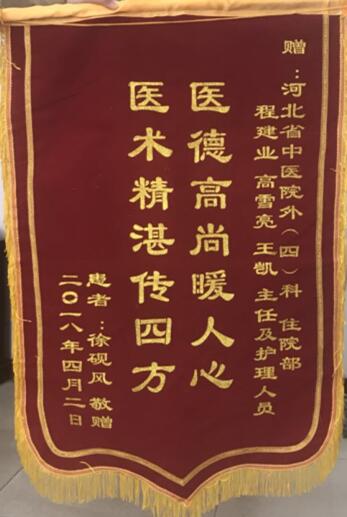 赠：河北省中医院外（四）科 住院部
程建业 高雪亮 王凯 主任及护理人员
医德高尚暖人心
医术精湛传四方
患者：徐砚风 敬赠
二〇一八年四月二日